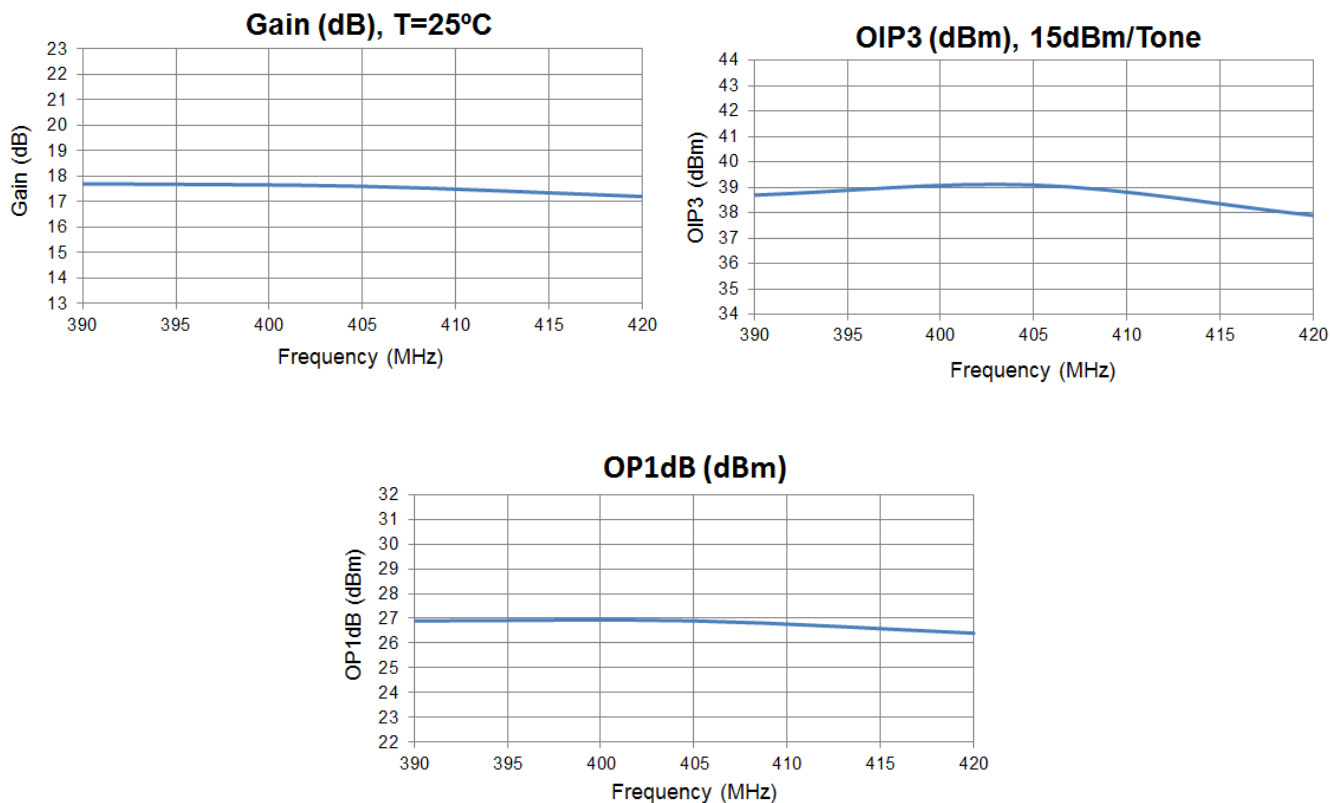 Gain (dB), T=25ºC
23
22
21
20
19
18
17
16
15
14
13
Gain (dB)
390 395 400 405 410 415 420
Frequency (MHz)
OIP3 (dBm), 15dBm/Tone
44
43
42
41
40
39
38
37
36
35
34
OIP3 (dBm)
390 395 400 405 410 415 420
Frequency (MHz)
OP1dB (dBm)
32
31
30
29
28
27
26
25
24
23
22
OP1dB (dBm)
390 395 400 405 410 415 420
Frequency (MHz)